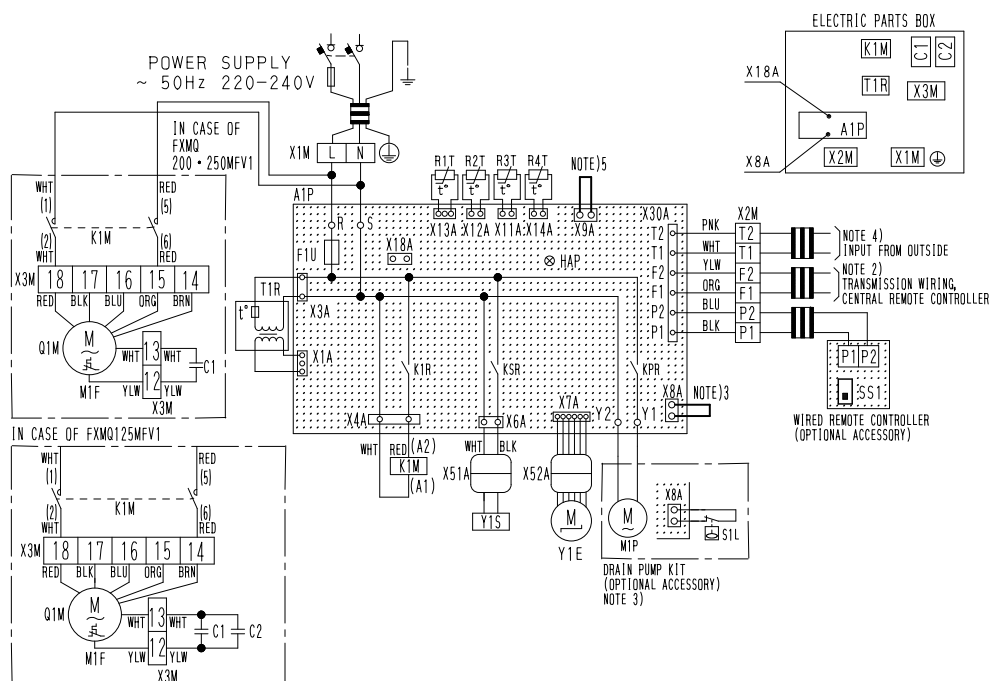 ELECTRIC PARTS BOX
K1M
C1
C2
X18A
T1R
X3M
A1P
X8A
X2M
X1M
POWER SUPPLY
~ 50Hz 220-240V
IN CASE OF
FXMQ
200・250MFV1
X1M
L
N
WHT
(1)
RED
(5)
(2)
WHT
K1M
(6)
RED
X3M
18
17
16
15
14
RED
BLK
BLU
ORG
BRN
Q1M
M
~
M1F
WHT
13
WHT
12
YLW
YLW
X3M
C1
A1P
R
S
F1U
X18A
R1T
R2T
R3T
R4T
t°
t°
t°
t°
X13A
X12A
X11A
X14A
NOTE)5
X9A
HAP
T1R
t°
X3A
X1A
K1R
KSR
KPR
X30A
T2
T1
F2
F1
P2
P1
PNK
WHT
YLW
ORG
BLU
BLK
X2M
T2
T1
F2
F1
P2
P1
NOTE 4)
INPUT FROM OUTSIDE
NOTE 2)
TRANSMISSION WIRING,
CENTRAL REMOTE CONTROLLER
P1
P2
SS1
WIRED REMOTE CONTROLLER
(OPTIONAL ACCESSORY)
X4A
X6A
X7A
Y2
Y1
X8A
NOTE)3
WHT
RED
(A2)
K1M
(A1)
WHT
BLK
X51A
Y1S
X52A
M
Y1E
M
~
M1P
X8A
S1L
DRAIN PUMP KIT
(OPTIONAL ACCESSORY)
NOTE 3)
IN CASE OF FXMQ125MFV1
WHT
(1)
RED
(5)
(2)
WHT
K1M
(6)
RED
X3M
18
17
16
15
14
RED
BLK
BLU
ORG
BRN
Q1M
M
~
M1F
13
WHT
WHT
12
YLW
YLW
X3M
C1
C2